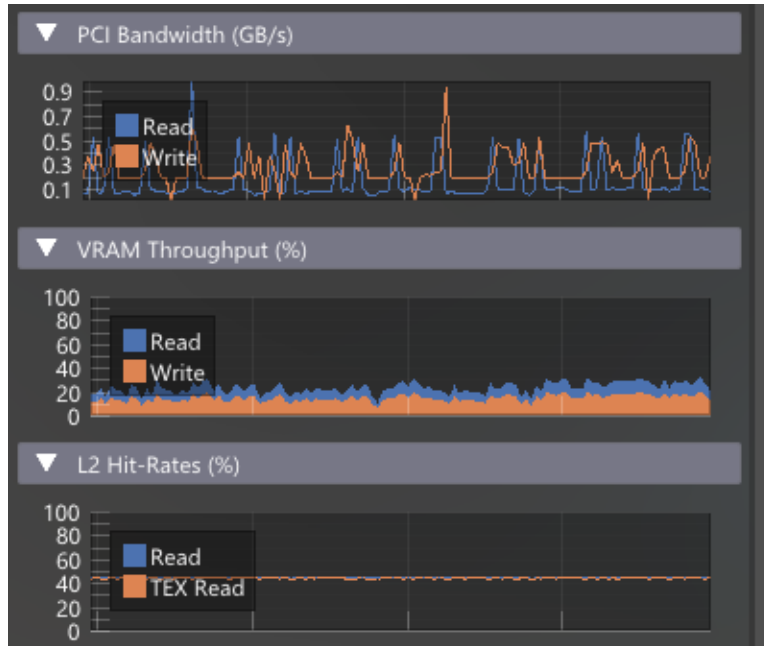 PCI Bandwidth (GB/s)
0.9
0.7
0.5
0.3
0.1
Read
Write
VRAM Throughput (%)
100
80
60
40
20
0
Read
Write
L2 Hit-Rates (%)
100
80
60
40
20
0
Read
TEX Read